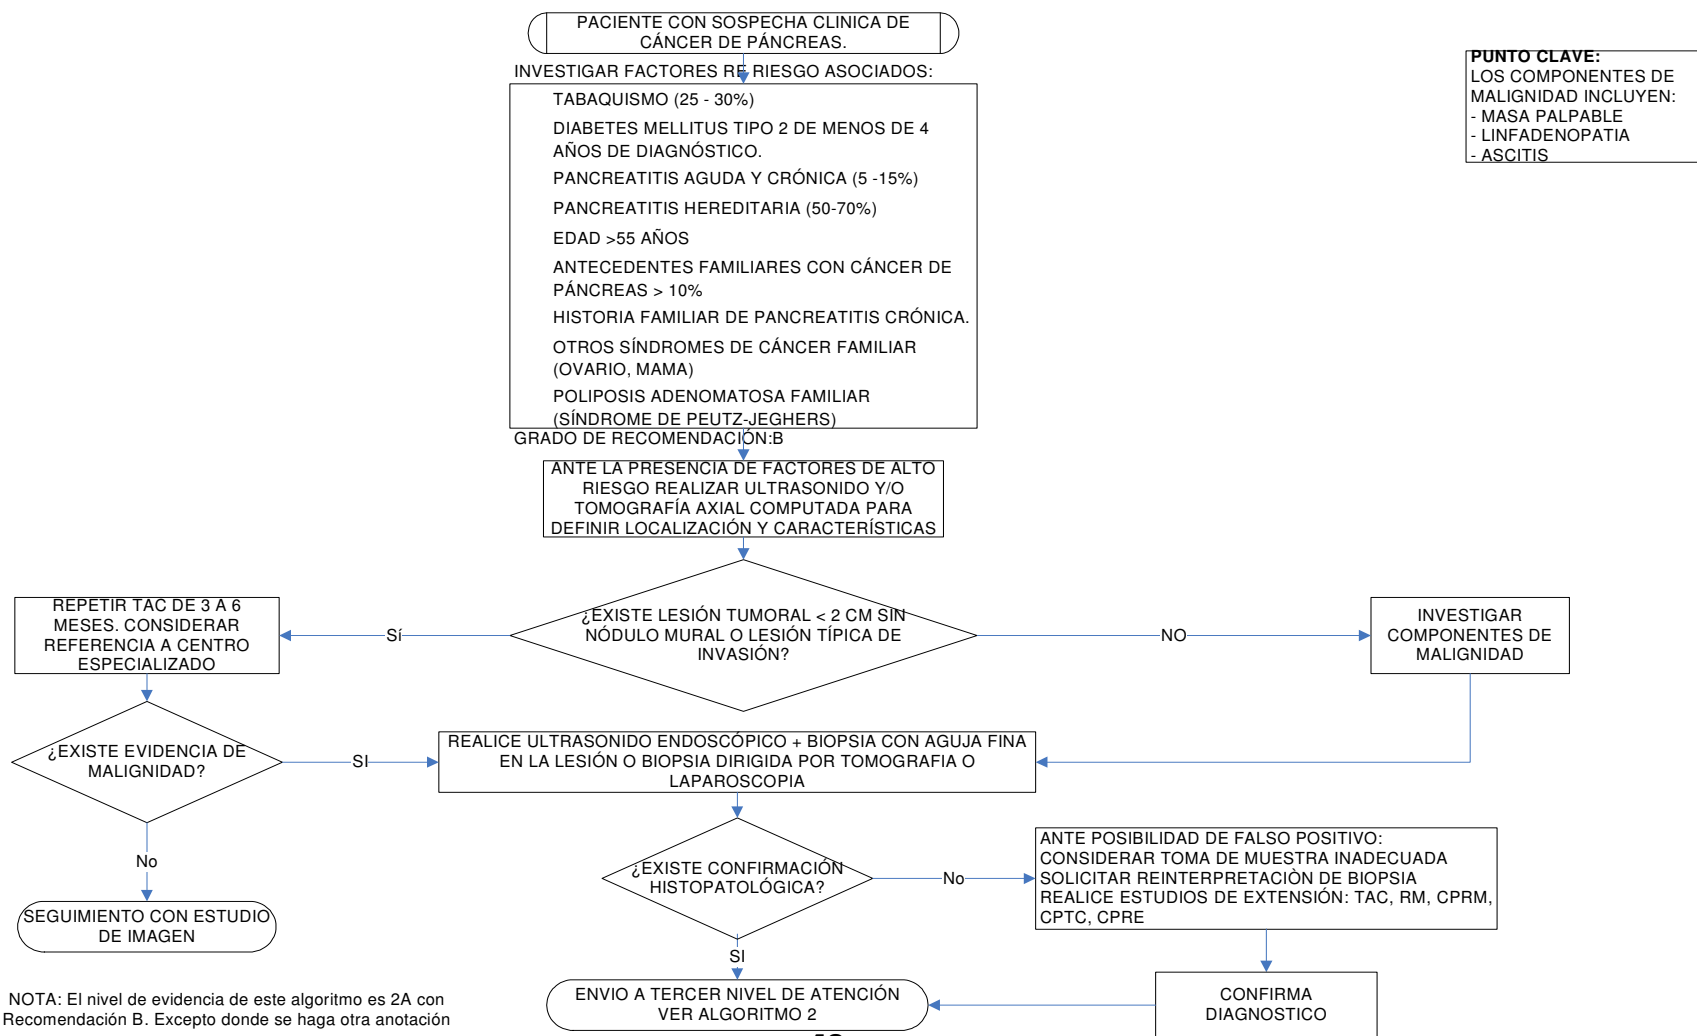 PACIENTE CON SOSPECHA CLINICA DE
CÁNCER DE PÁNCREAS.
INVESTIGAR FACTORES RE RIESGO ASOCIADOS:
TABAQUISMO (25 - 30%)
DIABETES MELLITUS TIPO 2 DE MENOS DE 4
AÑOS DE DIAGNÓSTICO.
PANCREATITIS AGUDA Y CRÓNICA (5 -15%)
PANCREATITIS HEREDITARIA (50-70%)
EDAD >55 AÑOS
ANTECEDENTES FAMILIARES CON CÁNCER DE
PÁNCREAS > 10%
HISTORIA FAMILIAR DE PANCREATITIS CRÓNICA.
OTROS SÍNDROMES DE CÁNCER FAMILIAR
(OVARIO, MAMA)
POLIPOSIS ADENOMATOSA FAMILIAR
(SÍNDROME DE PEUTZ-JEGHERS)
GRADO DE RECOMENDACIÓN:B
PUNTO CLAVE:
LOS COMPONENTES DE
MALIGNIDAD INCLUYEN:
- MASA PALPABLE
- LINFADENOPATIA
- ASCITIS
ANTE LA PRESENCIA DE FACTORES DE ALTO
RIESGO REALIZAR ULTRASONIDO Y/O
TOMOGRAFÍA AXIAL COMPUTADA PARA
DEFINIR LOCALIZACIÓN Y CARACTERÍSTICAS
¿EXISTE LESIÓN TUMORAL < 2 CM SIN
NÓDULO MURAL O LESIÓN TÍPICA DE
INVASIÓN?
Sí
NO
REPETIR TAC DE 3 A 6
MESES. CONSIDERAR
REFERENCIA A CENTRO
ESPECIALIZADO
INVESTIGAR
COMPONENTES DE
MALIGNIDAD
¿EXISTE EVIDENCIA DE
MALIGNIDAD?
SI
REALICE ULTRASONIDO ENDOSCÓPICO + BIOPSIA CON AGUJA FINA
EN LA LESIÓN O BIOPSIA DIRIGIDA POR TOMOGRAFIA O
LAPAROSCOPIA
No
SEGUIMIENTO CON ESTUDIO
DE IMAGEN
¿EXISTE CONFIRMACIÓN
HISTOPATOLÓGICA?
No
ANTE POSIBILIDAD DE FALSO POSITIVO:
CONSIDERAR TOMA DE MUESTRA INADECUADA
SOLICITAR REINTERPRETACIÒN DE BIOPSIA
REALICE ESTUDIOS DE EXTENSIÓN: TAC, RM, CPRM,
CPTC, CPRE
SI
ENVIO A TERCER NIVEL DE ATENCIÓN
VER ALGORITMO 2
CONFIRMA
DIAGNOSTICO
NOTA: El nivel de evidencia de este algoritmo es 2A con
Recomendación B. Excepto donde se haga otra anotación